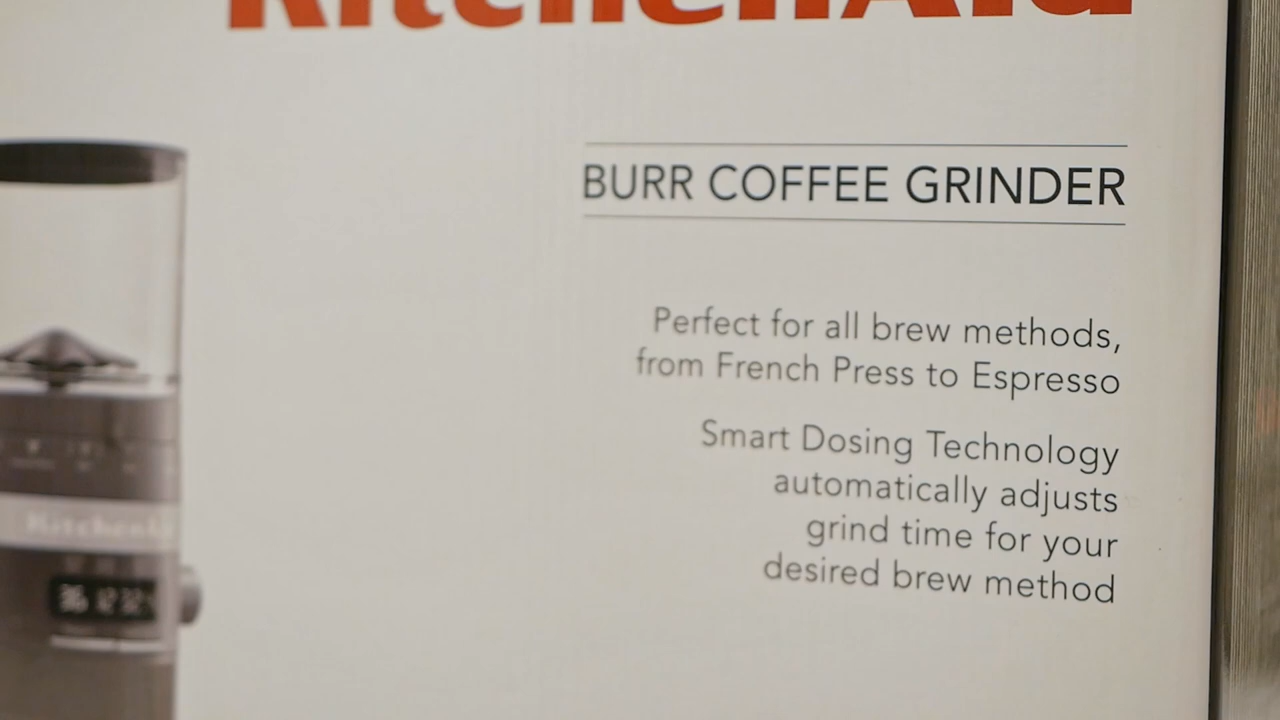 KitchenAid
BURR COFFEE GRINDER
Perfect for all brew methods,
from French Press to Espresso
Smart Dosing Technology
automatically adjusts
grind time for your
desired brew method
KitchenAid